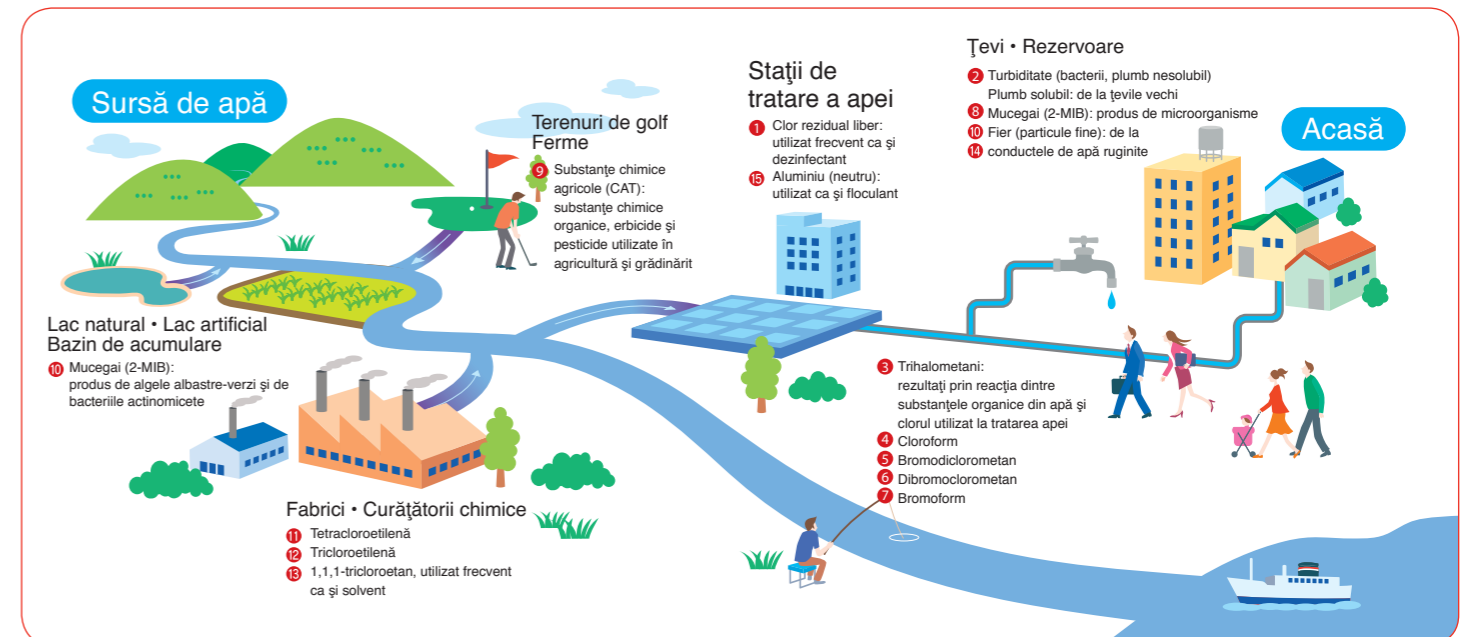 Sursă de apă
Terenuri de golf
Ferme
9 Substanţe chimice
agricole (CAT):
substanţe chimice
organice, erbicide şi
pesticide utilizate în
agricultură şi grădinărit
Staţii de
tratare a apei
1 Clor rezidual liber:
utilizat frecvent ca şi
dezinfectant
15 Aluminiu (neutru):
utilizat ca şi floculant
Ţevi • Rezervoare
2 Turbiditate (bacterii, plumb nesolubil)
Plumb solubil: de la ţevile vechi
8 Mucegai (2-MIB): produs de microorganisme
10 Fier (particule fine): de la
14 conductele de apă ruginite
Acasă
Lac natural • Lac artificial
Bazin de acumulare
10 Mucegai (2-MIB):
produs de algele albastre-verzi şi de
bacteriile actinomicete
3 Trihalometani:
rezultaţi prin reacţia dintre
substanţele organice din apă şi
clorul utilizat la tratarea apei
4 Cloroform
5 Bromodiclorometan
6 Dibromoclorometan
7 Bromoform
Fabrici • Curăţătorii chimice
11 Tetracloroetilenă
12 Tricloroetilenă
13 1,1,1-tricloroetan, utilizat frecvent
ca şi solvent